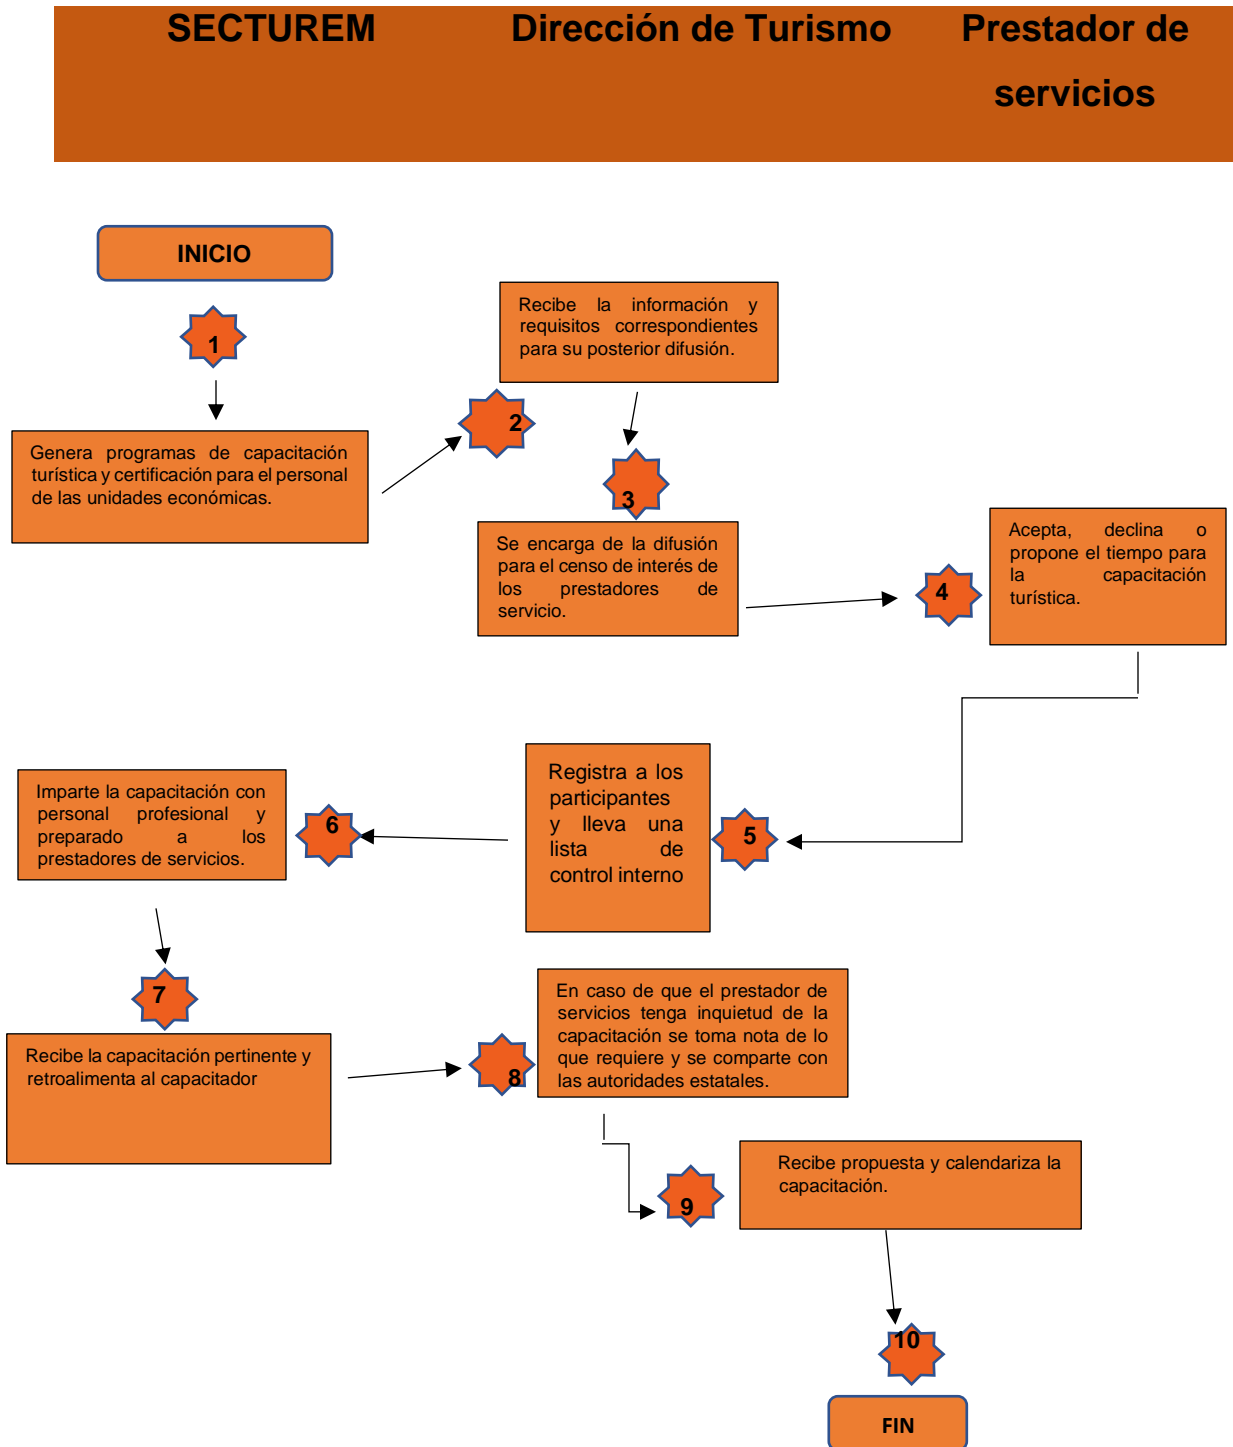 SECTUREM
Dirección de Turismo
Prestador de
servicios
INICIO
1
Genera programas de capacitación
turística y certificación para el personal
de las unidades económicas.
Recibe la información y
requisitos correspondientes
para su posterior difusión.
2
3
Se encarga de la difusión
para el censo de interés de
los prestadores de
servicio.
4
Acepta, declina o
propone el tiempo para
la capacitación
turística.
Registra a los
participantes
y lleva una
lista de
control interno
5
6
Imparte la capacitación con
personal profesional y
preparado a los
prestadores de servicios.
7
Recibe la capacitación pertinente y
retroalimenta al capacitador
8
En caso de que el prestador de
servicios tenga inquietud de la
capacitación se toma nota de lo
que requiere y se comparte con
las autoridades estatales.
9
Recibe propuesta y calendariza la
capacitación.
10
FIN